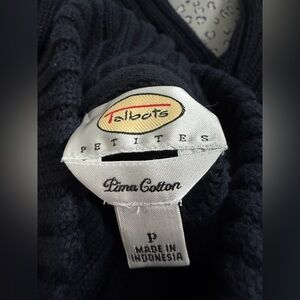 Talbots
PETITES
Pima Cotton
P
MADE IN
INDONESIA